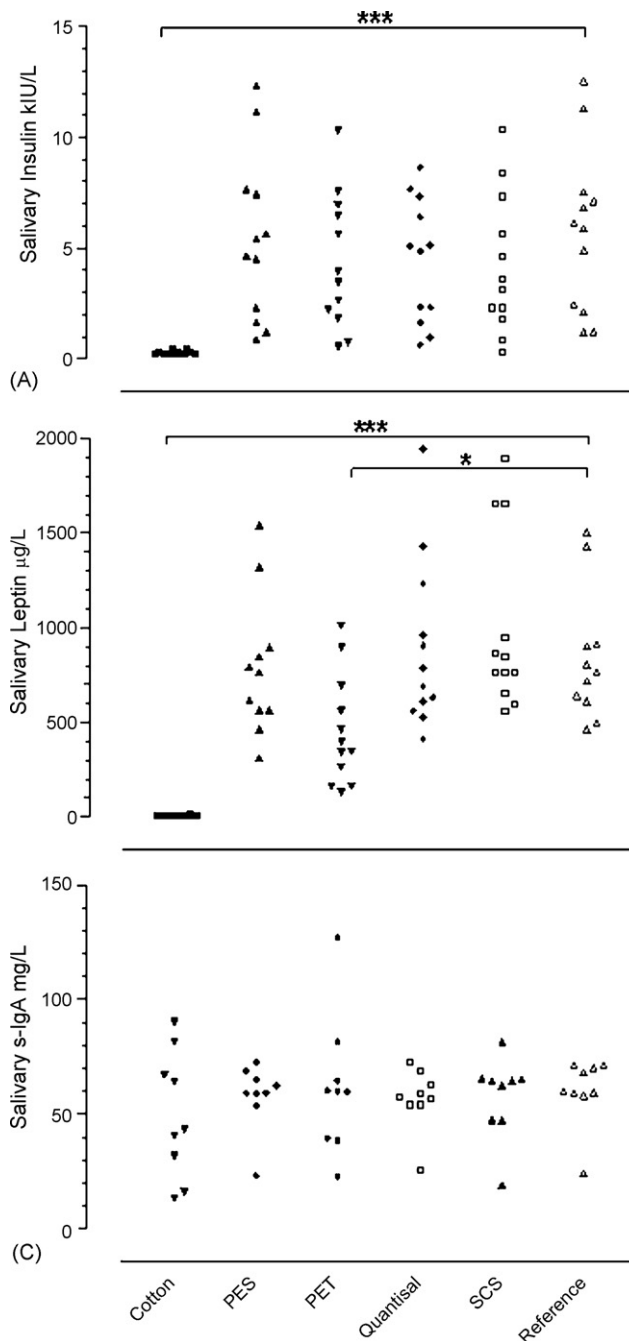 ***
15
10
5
0
Salivary Insulin kIU/L
(A)
***
*
2000
1500
1000
500
0
Salivary Leptin µg/L
150
100
50
0
Salivary s-IgA mg/L
(C)
Cotton
PES
PET
Quantisal
SCS
Reference